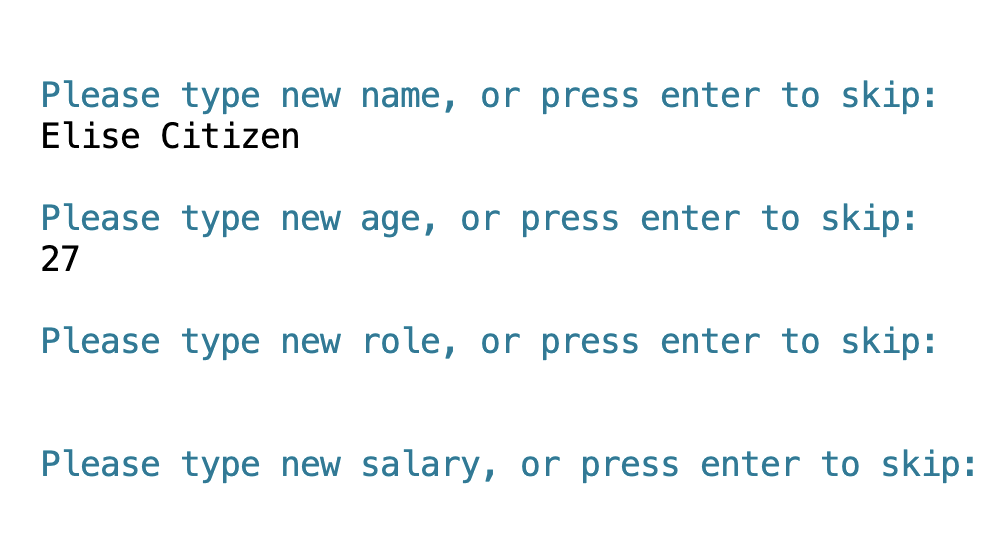 Please type new name, or press enter to skip:
Elise Citizen
Please type new age, or press enter to skip:
27
Please type new role, or press enter to skip:
Please type new salary, or press enter to skip: